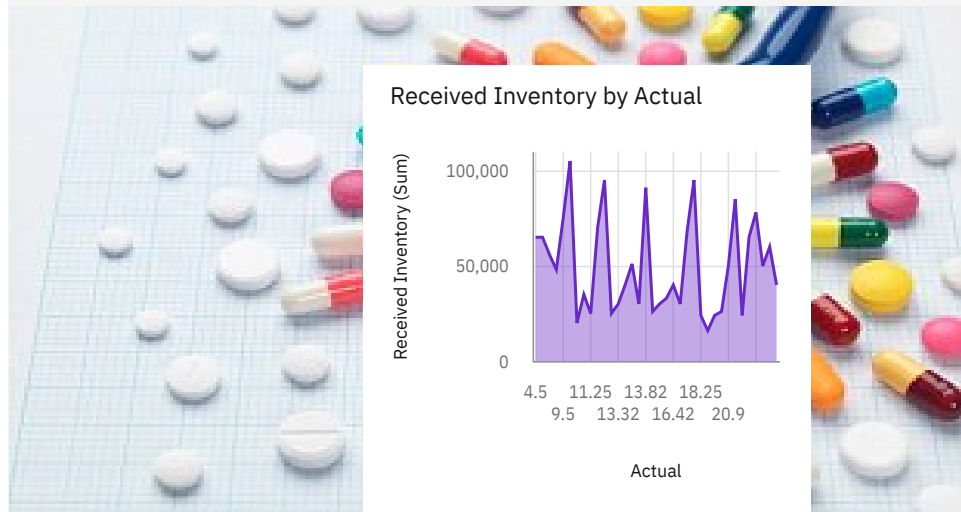 Received Inventory by Actual
Received Inventory (Sum)
100,000
50,000
0
4.5 11.25 13.82 18.25
9.5 13.32 16.42 20.9
Actual